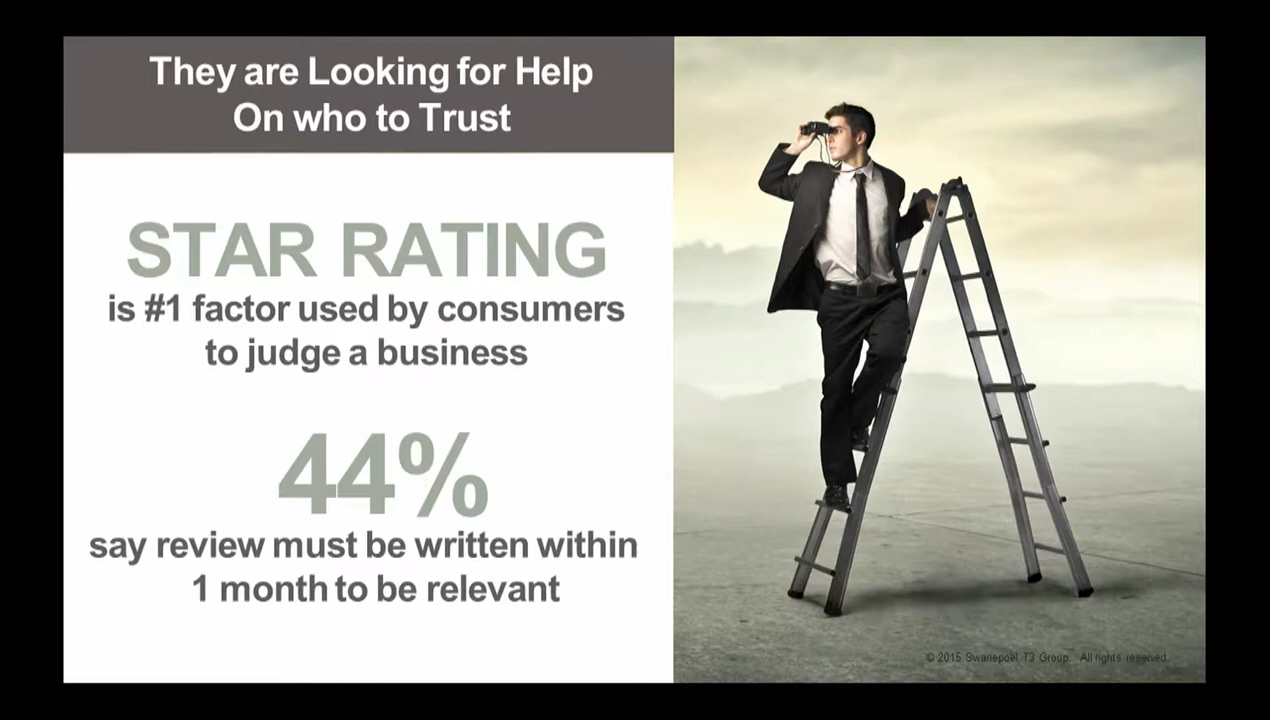 They are Looking for Help
On who to Trust
STAR RATING
is #1 factor used by consumers
to judge a business
44%
say review must be written within
1 month to be relevant
© 2015 Swanepoel T3 Group. All rights reserved.